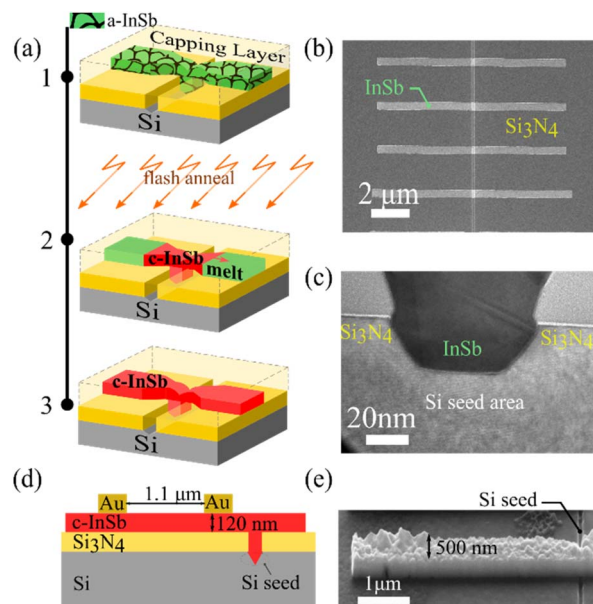 (a)
a-InSb
Capping Layer
1
Si
flash anneal
2
c-InSb
melt
Si
c-InSb
3
Si
(b)
InSb
Si3N4
2 μm
(c)
Si3N4
Si3N4
InSb
Si seed area
20nm
(d)
1.1 μm
Au
Au
c-InSb
120 nm
Si3N4
Si
Si seed
(e)
Si seed
500 nm
1μm